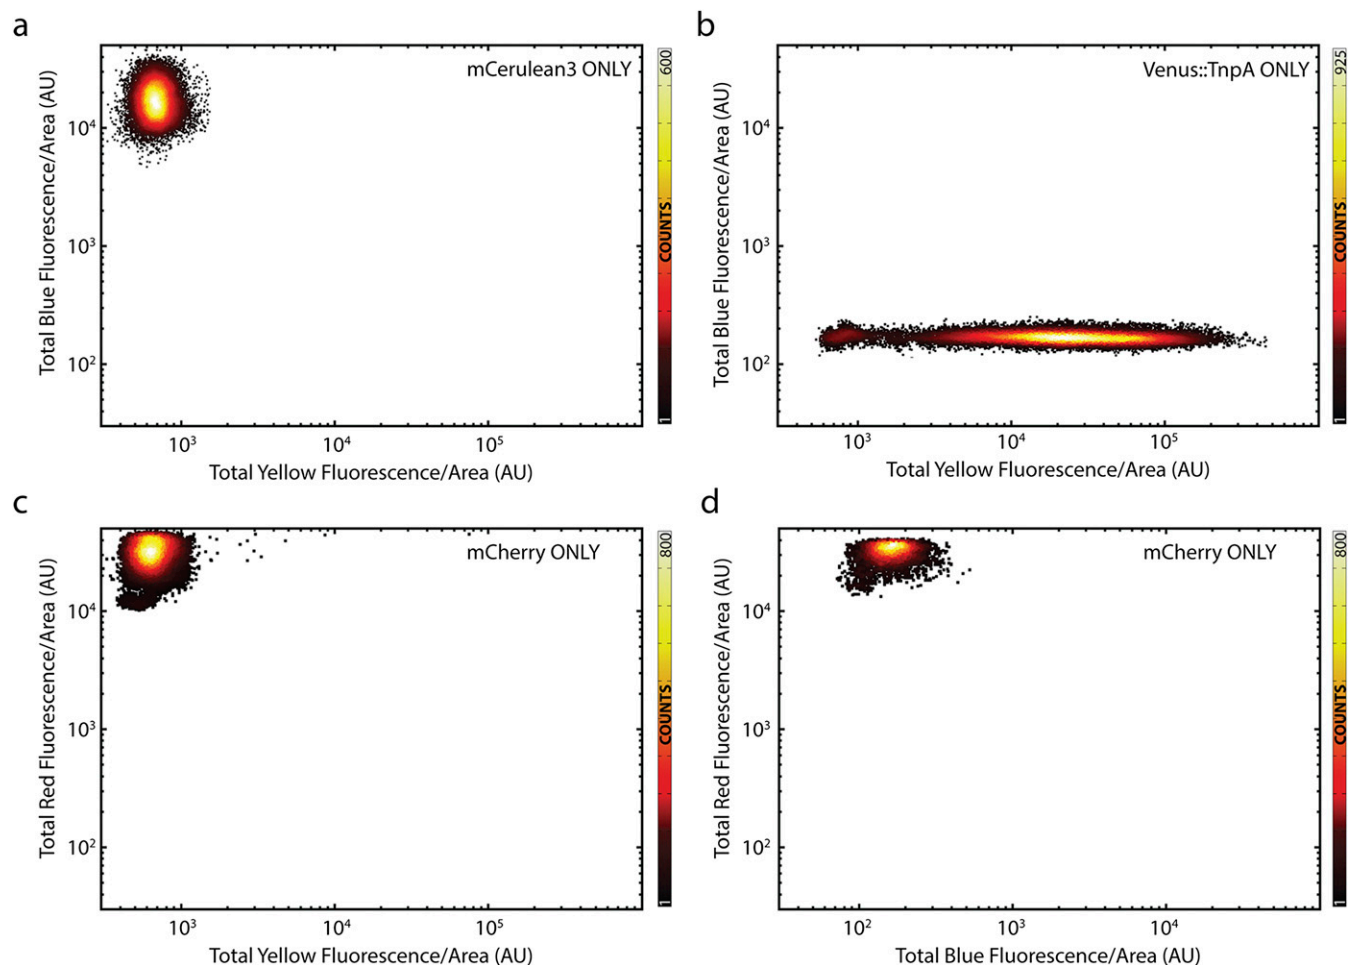 a
mCerulean3 ONLY
Total Blue Fluorescence/Area (AU)
10⁴
10³
10²
10³
10⁴
10⁵
Total Yellow Fluorescence/Area (AU)
600
COUNTS
1
b
Venus::TnpA ONLY
Total Blue Fluorescence/Area (AU)
10⁴
10³
10²
10³
10⁴
10⁵
Total Yellow Fluorescence/Area (AU)
925
COUNTS
1
c
mCherry ONLY
Total Red Fluorescence/Area (AU)
10⁴
10³
10²
10³
10⁴
10⁵
Total Yellow Fluorescence/Area (AU)
800
COUNTS
1
d
mCherry ONLY
Total Red Fluorescence/Area (AU)
10⁴
10³
10²
10²
10³
10⁴
Total Blue Fluorescence/Area (AU)
800
COUNTS
1